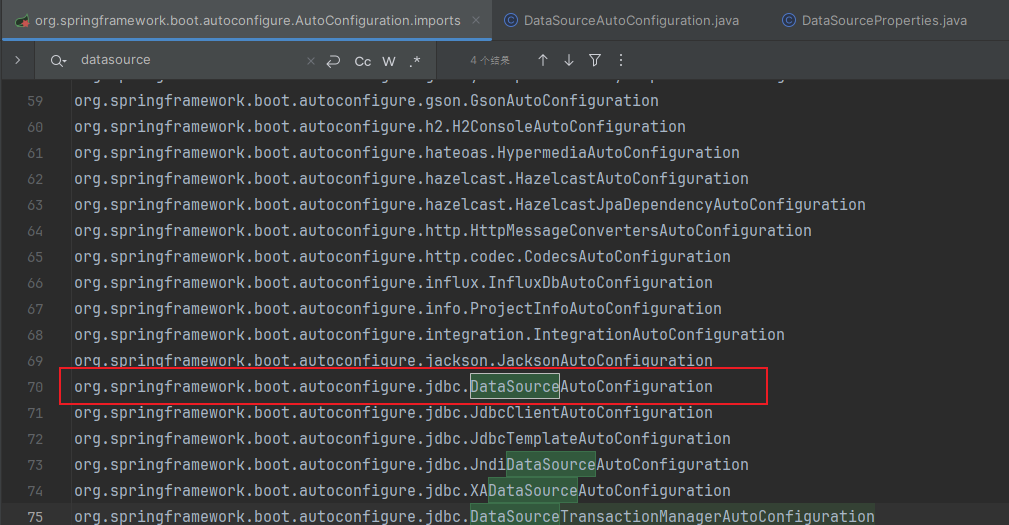 org.springframework.boot.autoconfigure.AutoConfiguration.imports × DataSourceAutoConfiguration.java DataSourceProperties.java
datasource × Cc W .* 4 个结果
59 org.springframework.boot.autoconfigure.gson.GsonAutoConfiguration
60 org.springframework.boot.autoconfigure.h2.H2ConsoleAutoConfiguration
61 org.springframework.boot.autoconfigure.hateoas.HypermediaAutoConfiguration
62 org.springframework.boot.autoconfigure.hazelcast.HazelcastAutoConfiguration
63 org.springframework.boot.autoconfigure.hazelcast.HazelcastJpaDependencyAutoConfiguration
64 org.springframework.boot.autoconfigure.http.HttpMessageConvertersAutoConfiguration
65 org.springframework.boot.autoconfigure.http.codec.CodecsAutoConfiguration
66 org.springframework.boot.autoconfigure.influx.InfluxDbAutoConfiguration
67 org.springframework.boot.autoconfigure.info.ProjectInfoAutoConfiguration
68 org.springframework.boot.autoconfigure.integration.IntegrationAutoConfiguration
69 org.springframework.boot.autoconfigure.jackson.JacksonAutoConfiguration
70 org.springframework.boot.autoconfigure.jdbc.DataSourceAutoConfiguration
71 org.springframework.boot.autoconfigure.jdbc.JdbcClientAutoConfiguration
72 org.springframework.boot.autoconfigure.jdbc.JdbcTemplateAutoConfiguration
73 org.springframework.boot.autoconfigure.jdbc.JndiDataSourceAutoConfiguration
74 org.springframework.boot.autoconfigure.jdbc.XADataSourceAutoConfiguration
75 org.springframework.boot.autoconfigure.jdbc.DataSourceTransactionManagerAutoConfiguration